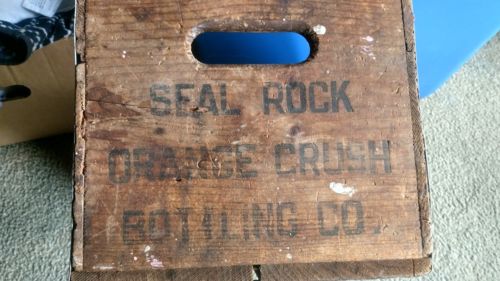 SEAL ROCK
ORANGE CRUSH
BOTTLING CO.